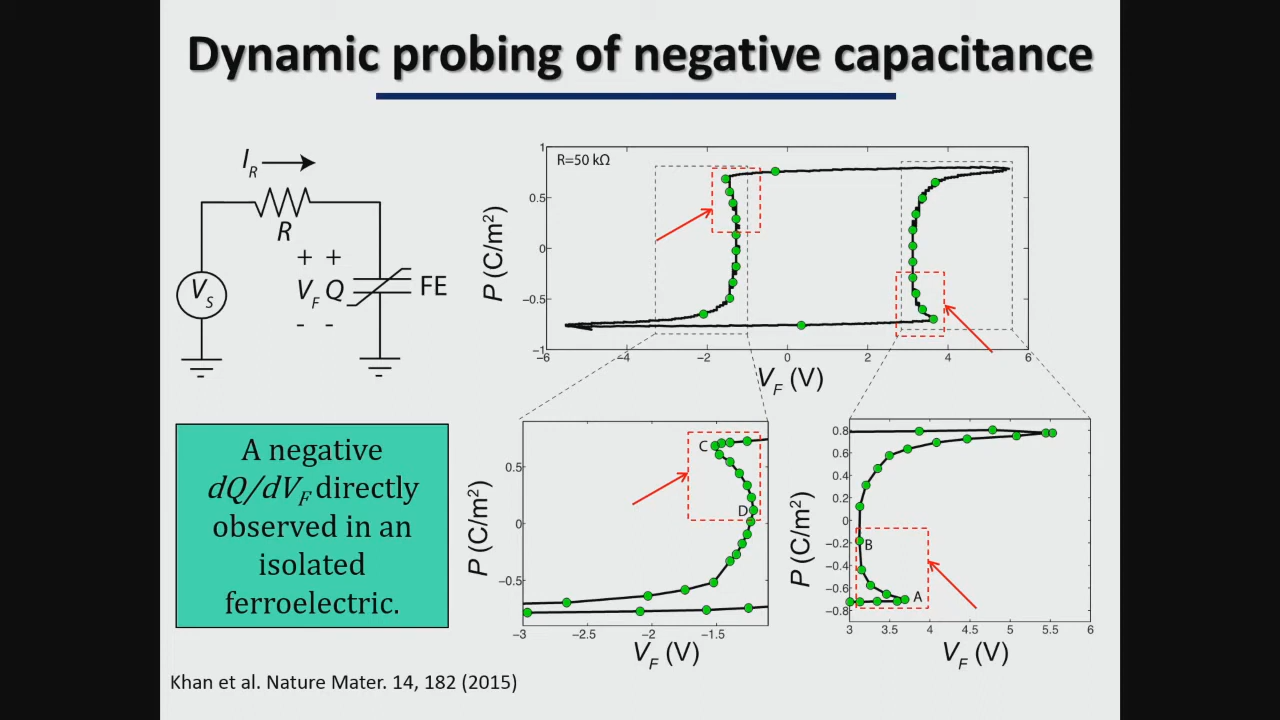 Dynamic probing of negative capacitance
I_R
R
+ +
V_S
V_F Q
FE
- -
R=50 kΩ
P (C/m²)
1
0.5
0
−0.5
−1
−6
−4
−2
0
2
4
6
V_F (V)
A negative
dQ/dV_F directly
observed in an
isolated
ferroelectric.
P (C/m²)
0.5
0
−0.5
C
D
−3
−2.5
−2
−1.5
V_F (V)
P (C/m²)
0.8
0.6
0.4
0.2
0
−0.2
−0.4
−0.6
−0.8
B
A
3
3.5
4
4.5
5
5.5
6
V_F (V)
Khan et al. Nature Mater. 14, 182 (2015)